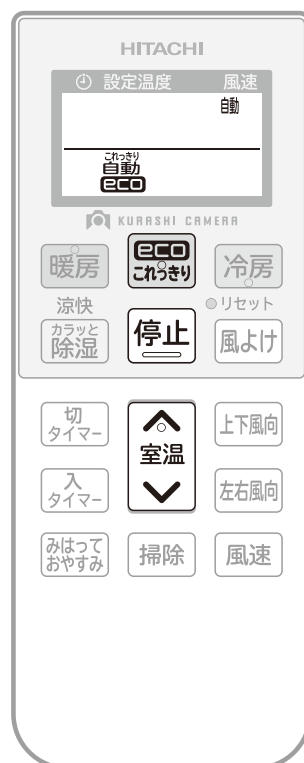 HITACHI
設定温度 風速
自動
これっきり
自動
eco
KURASHI CAMERA
暖房
eco
これっきり
冷房
涼快
カラッと
除湿
停止
リセット
風よけ
切
タイマー
室温
上下風向
入
タイマー
左右風向
みはって
おやすみ
掃除
風速